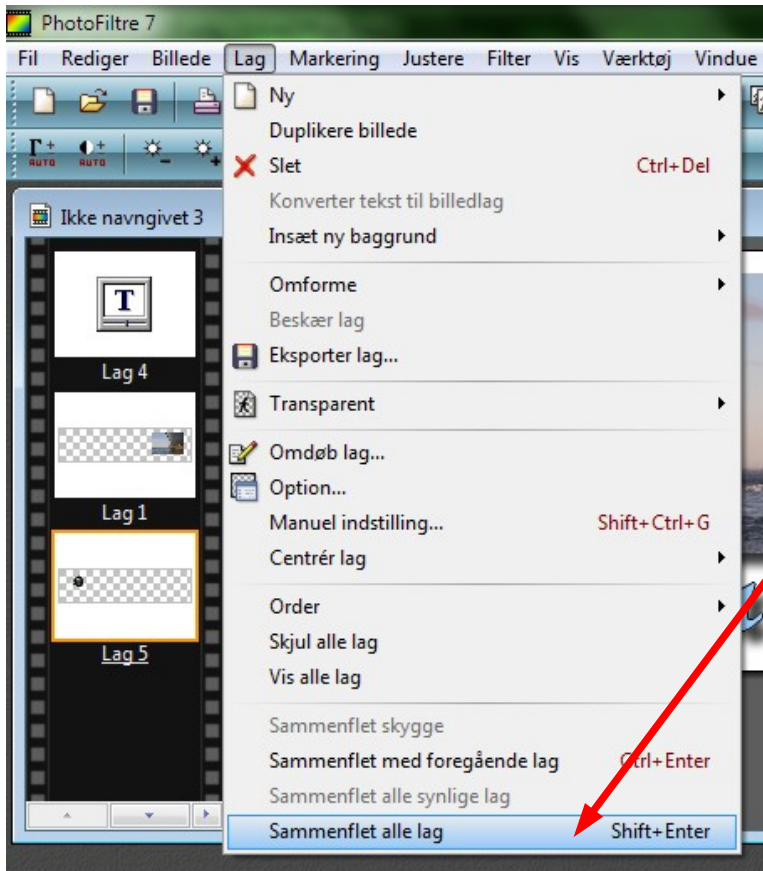 PhotoFiltre 7
Fil Rediger Billede Lag Markering Justere Filter Vis Værktøj Vindue
Ny
Duplikere billede
AUTO AUTO
Slet Ctrl+Del
Konverter tekst til billedlag
Ikke navngivet 3
Insæt ny baggrund
Omforme
T
Beskær lag
Eksporter lag...
Lag 4
Transparent
Omdøb lag...
Option...
Lag 1
Manuel indstilling... Shift+Ctrl+G
Centrér lag
Order
Skjul alle lag
Lag 5
Vis alle lag
Sammenflet skygge
Sammenflet med foregående lag Ctrl+Enter
Sammenflet alle synlige lag
Sammenflet alle lag Shift+Enter